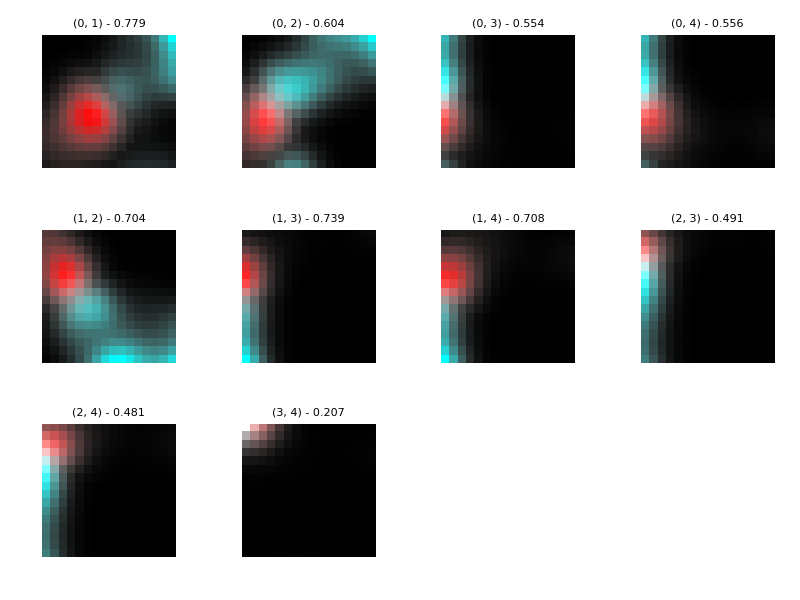 (0, 1) - 0.779
(0, 2) - 0.604
(0, 3) - 0.554
(0, 4) - 0.556
(1, 2) - 0.704
(1, 3) - 0.739
(1, 4) - 0.708
(2, 3) - 0.491
(2, 4) - 0.481
(3, 4) - 0.207